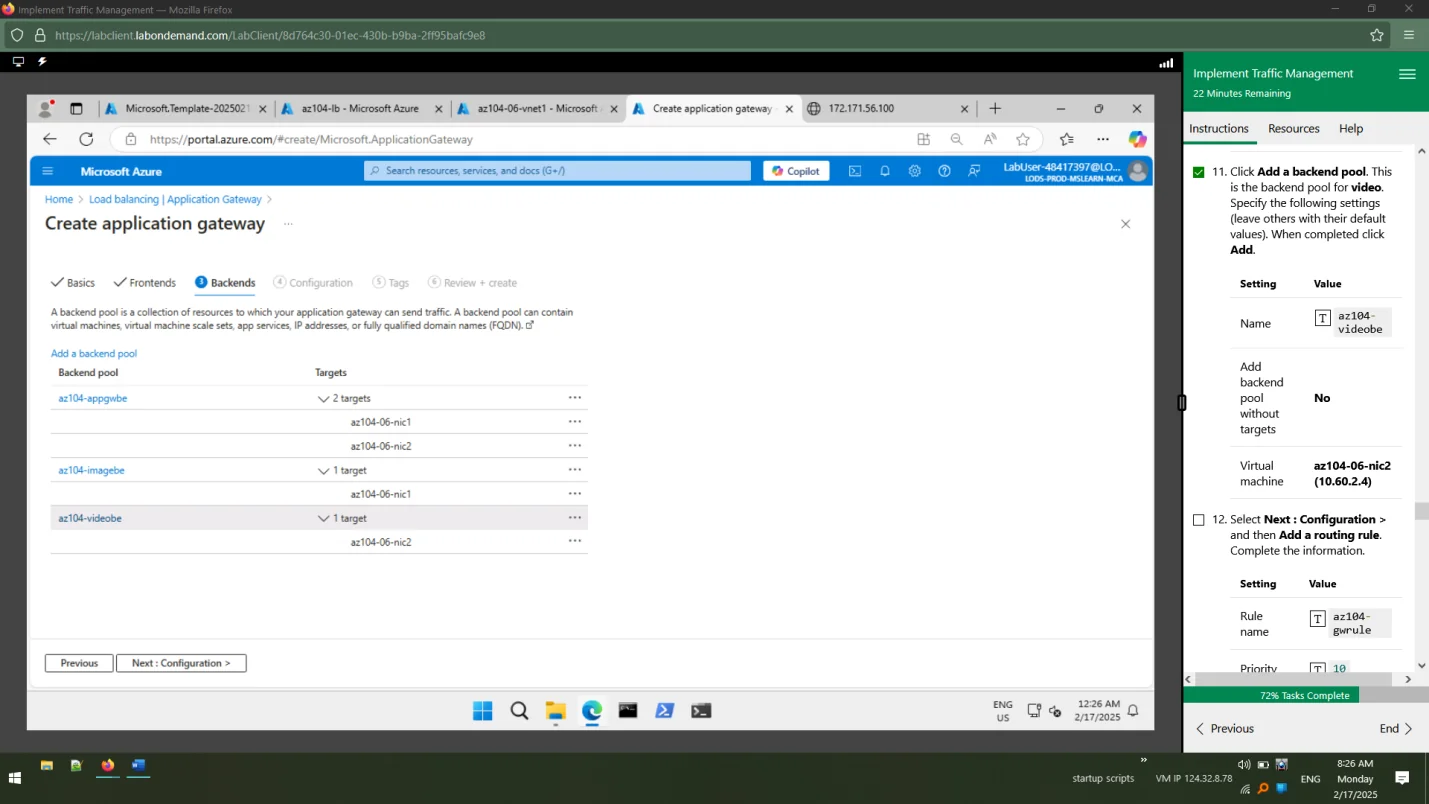 Implement Traffic Management — Mozilla Firefox
https://labclient.labondemand.com/LabClient/8d764c30-01ec-430b-b9ba-2ff95bafc9e8
Microsoft.Template-2025021
az104-lb - Microsoft Azure
az104-06-vnet1 - Microsoft A
Create application gateway -
172.171.56.100
https://portal.azure.com/#create/Microsoft.ApplicationGateway
Microsoft Azure
Search resources, services, and docs (G+/)
Copilot
LabUser-48417397@LO...
LODS-PROD-MSLEARN-MCA
Home > Load balancing | Application Gateway >
Create application gateway ...
Basics
Frontends
3 Backends
4 Configuration
5 Tags
6 Review + create
A backend pool is a collection of resources to which your application gateway can send traffic. A backend pool can contain
virtual machines, virtual machine scale sets, app services, IP addresses, or fully qualified domain names (FQDN).
Add a backend pool
Backend pool Targets
az104-appgwbe 2 targets ...
az104-06-nic1 ...
az104-06-nic2 ...
az104-imagebe 1 target ...
az104-06-nic1 ...
az104-videobe 1 target ...
az104-06-nic2 ...
Previous
Next : Configuration >
ENG
US
12:26 AM
2/17/2025
Implement Traffic Management
22 Minutes Remaining
Instructions Resources Help
11. Click Add a backend pool. This
is the backend pool for video.
Specify the following settings
(leave others with their default
values). When completed click
Add.
Setting Value
Name
T az104-
videobe
Add
backend
pool
without
targets
No
Virtual
machine
az104-06-nic2
(10.60.2.4)
12. Select Next : Configuration >
and then Add a routing rule.
Complete the information.
Setting Value
Rule
name
T az104-
gwrule
Priority T 10
72% Tasks Complete
< Previous
End >
startup scripts
VM IP 124.32.8.78
ENG
8:26 AM
Monday
2/17/2025